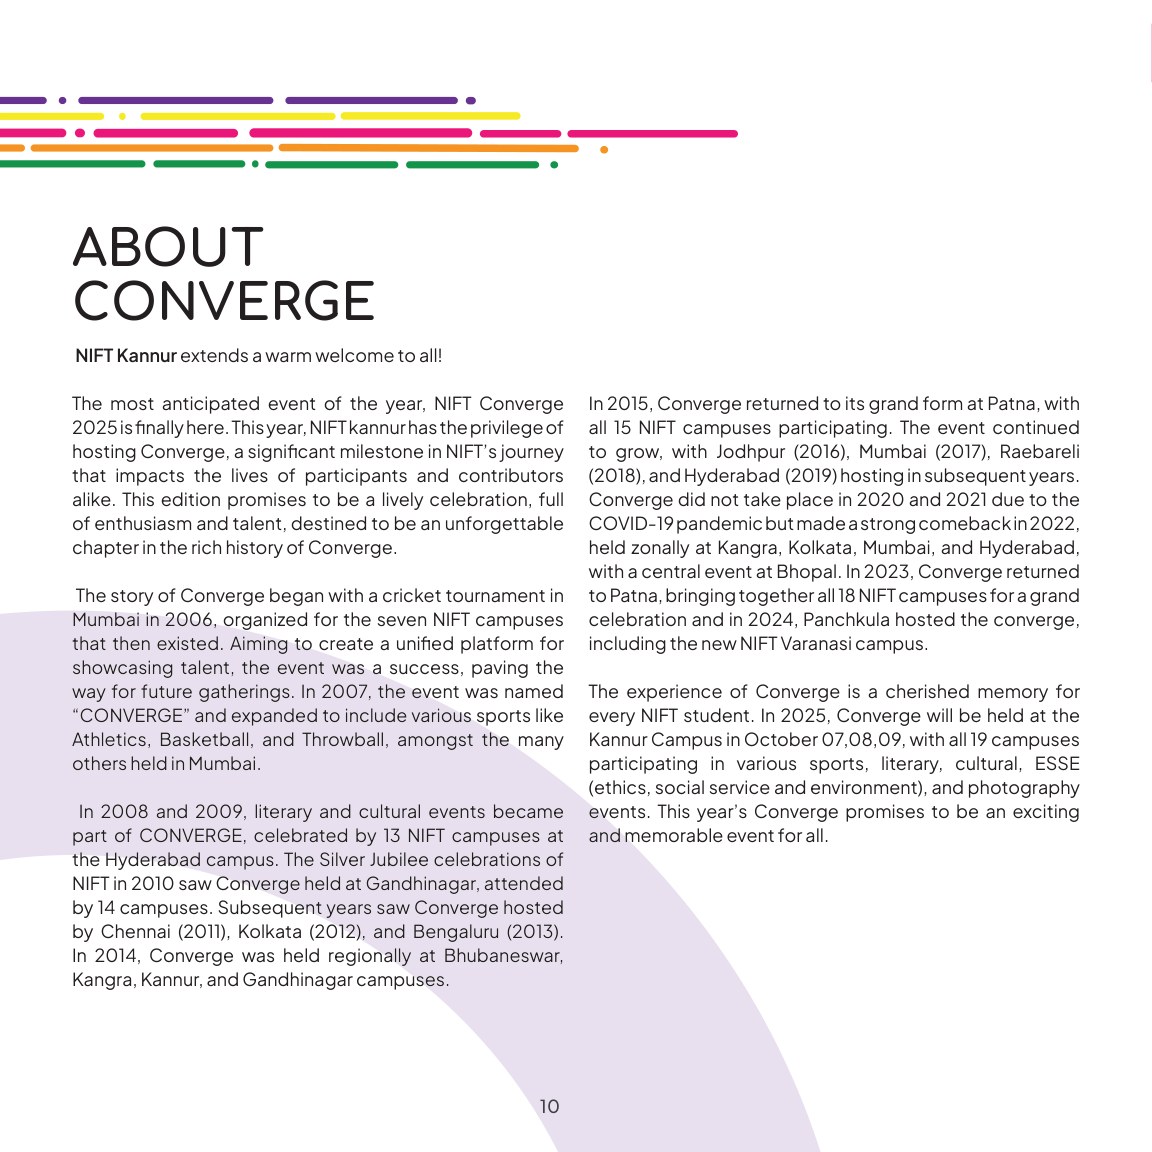 ABOUT
CONVERGE
NIFT Kannur extends a warm welcome to all!
The most anticipated event of the year, NIFT Converge
2025 is finally here. This year, NIFT kannur has the privilege of
hosting Converge, a significant milestone in NIFT’s journey
that impacts the lives of participants and contributors
alike. This edition promises to be a lively celebration, full
of enthusiasm and talent, destined to be an unforgettable
chapter in the rich history of Converge.
The story of Converge began with a cricket tournament in
Mumbai in 2006, organized for the seven NIFT campuses
that then existed. Aiming to create a unified platform for
showcasing talent, the event was a success, paving the
way for future gatherings. In 2007, the event was named
“CONVERGE” and expanded to include various sports like
Athletics, Basketball, and Throwball, amongst the many
others held in Mumbai.
In 2008 and 2009, literary and cultural events became
part of CONVERGE, celebrated by 13 NIFT campuses at
the Hyderabad campus. The Silver Jubilee celebrations of
NIFT in 2010 saw Converge held at Gandhinagar, attended
by 14 campuses. Subsequent years saw Converge hosted
by Chennai (2011), Kolkata (2012), and Bengaluru (2013).
In 2014, Converge was held regionally at Bhubaneswar,
Kangra, Kannur, and Gandhinagar campuses.
In 2015, Converge returned to its grand form at Patna, with
all 15 NIFT campuses participating. The event continued
to grow, with Jodhpur (2016), Mumbai (2017), Raebareli
(2018), and Hyderabad (2019) hosting in subsequent years.
Converge did not take place in 2020 and 2021 due to the
COVID-19 pandemic but made a strong comeback in 2022,
held zonally at Kangra, Kolkata, Mumbai, and Hyderabad,
with a central event at Bhopal. In 2023, Converge returned
to Patna, bringing together all 18 NIFT campuses for a grand
celebration and in 2024, Panchkula hosted the converge,
including the new NIFT Varanasi campus.
The experience of Converge is a cherished memory for
every NIFT student. In 2025, Converge will be held at the
Kannur Campus in October 07,08,09, with all 19 campuses
participating in various sports, literary, cultural, ESSE
(ethics, social service and environment), and photography
events. This year’s Converge promises to be an exciting
and memorable event for all.
10